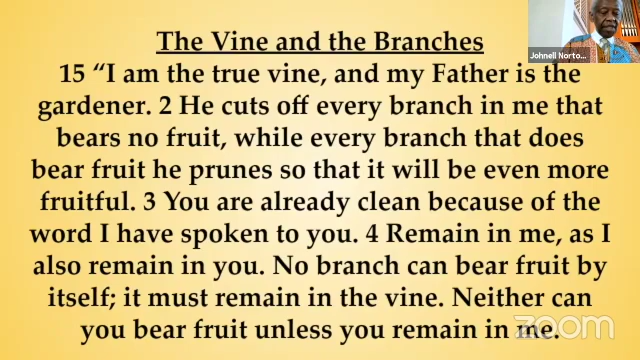 The Vine and the Branches
15 “I am the true vine, and my Father is the
gardener. 2 He cuts off every branch in me that
bears no fruit, while every branch that does
bear fruit he prunes so that it will be even more
fruitful. 3 You are already clean because of the
word I have spoken to you. 4 Remain in me, as I
also remain in you. No branch can bear fruit by
itself; it must remain in the vine. Neither can
you bear fruit unless you remain in me.
Johnell Norto...
zoom